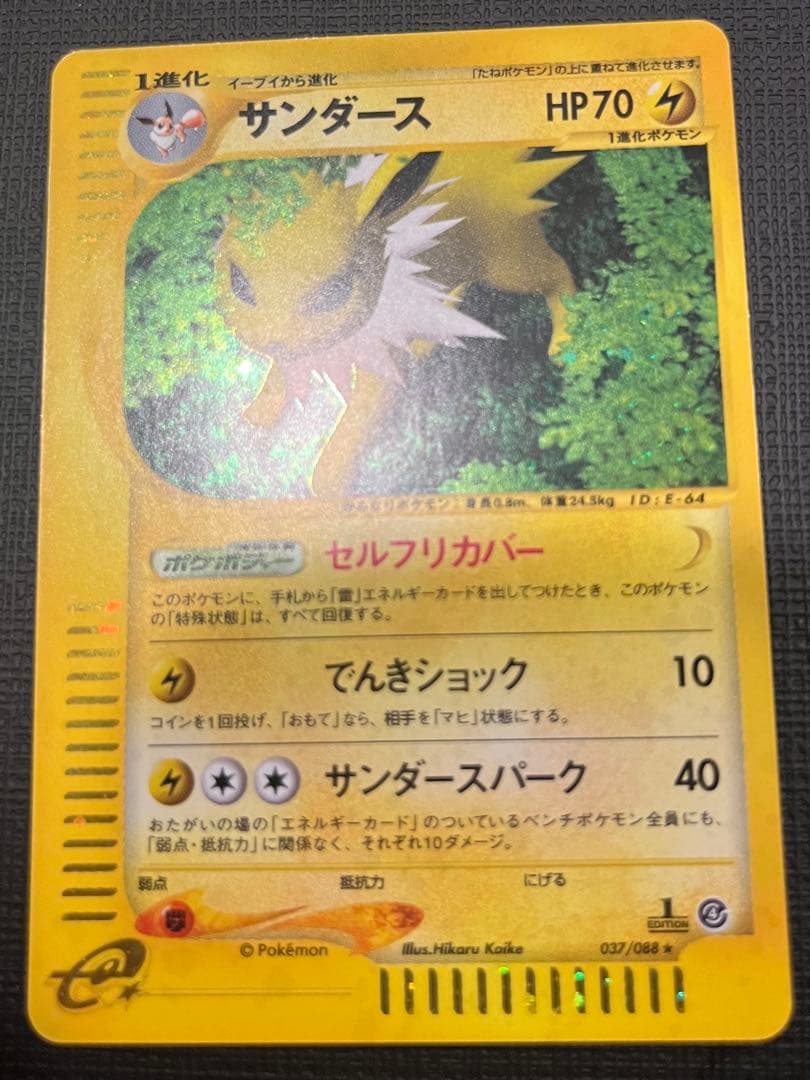 1進化 イーブイから進化 「たねポケモン」の上に重ねて進化させます。
サンダース HP70
1進化ポケモン
身長0.8m、体重24.5kg ID:E-64
ポケボディー セルフリカバー
このポケモンに、手札から「雷」エネルギーカードを出してつけたとき、このポケモン
の「特殊状態」は、すべて回復する。
でんきショック 10
コインを1回投げ、「おもて」なら、相手を「マヒ」状態にする。
サンダースパーク 40
おたがいの場の「エネルギーカード」のついているベンチポケモン全員にも、
「弱点・抵抗力」に関係なく、それぞれ10ダメージ。
弱点 抵抗力 にげる
1 EDITION 4
© Pokémon Illus.Hikaru Koike 037/088 ★
e